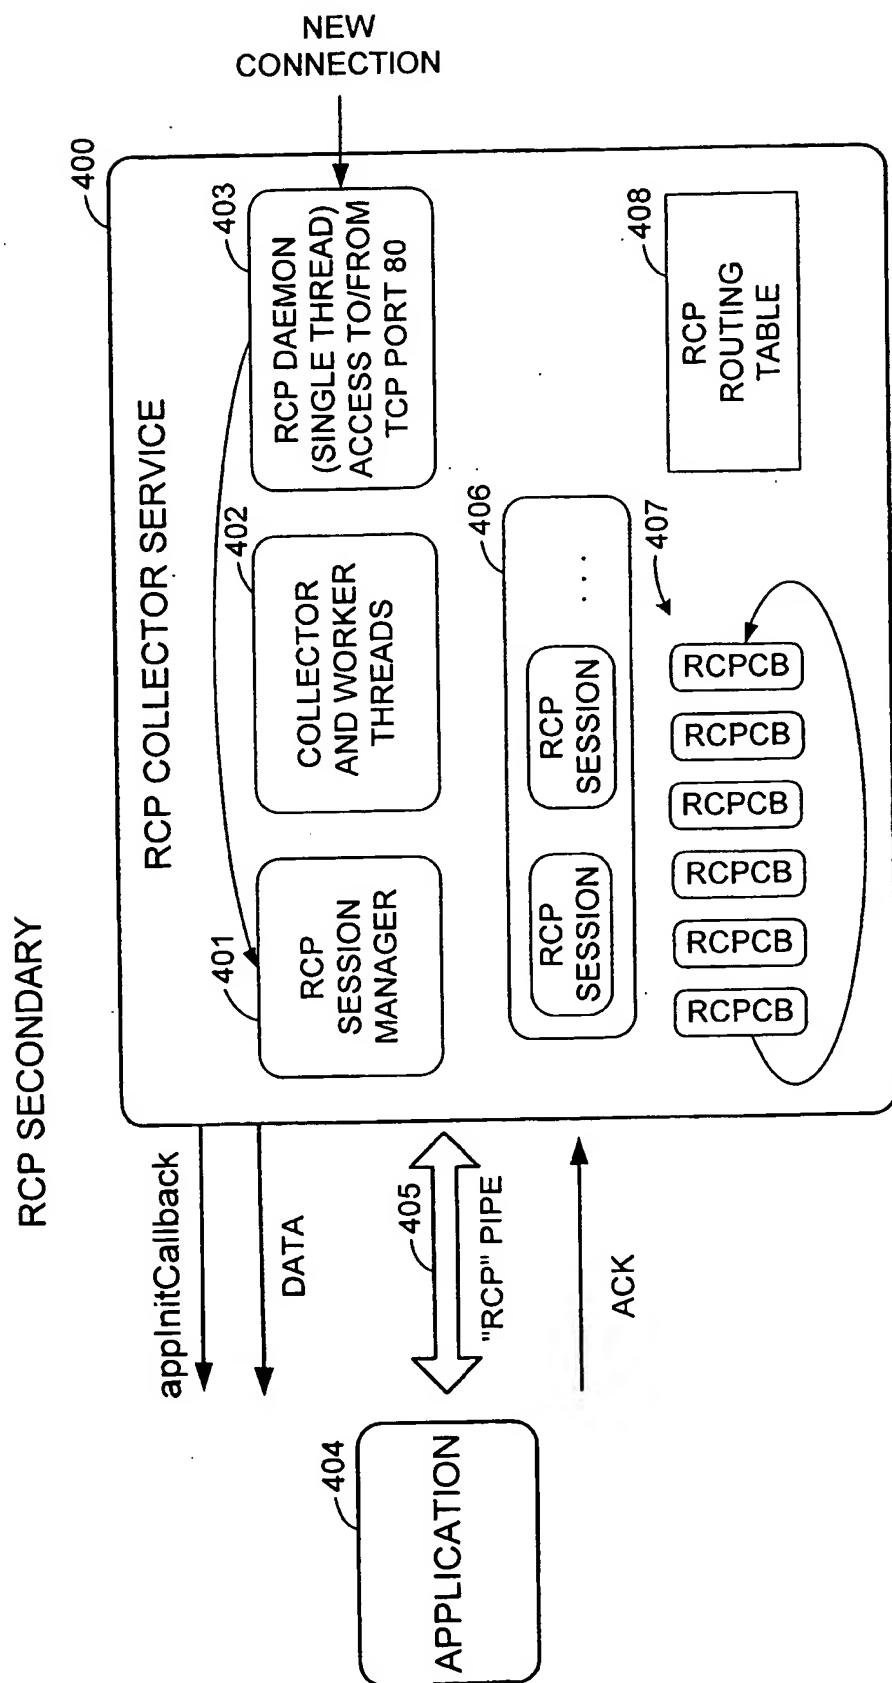 RCP SECONDARY
400
RCP COLLECTOR SERVICE
appInitCallback
DATA
401
RCP
SESSION
MANAGER
402
COLLECTOR
AND WORKER
THREADS
403
RCP DAEMON
(SINGLE THREAD)
ACCESS TO/FROM
TCP PORT 80
NEW
CONNECTION
404
APPLICATION
405
"RCP" PIPE
ACK
406
RCP
SESSION
RCP
SESSION
...
407
RCPCB
RCPCB
RCPCB
RCPCB
RCPCB
RCPCB
408
RCP
ROUTING
TABLE